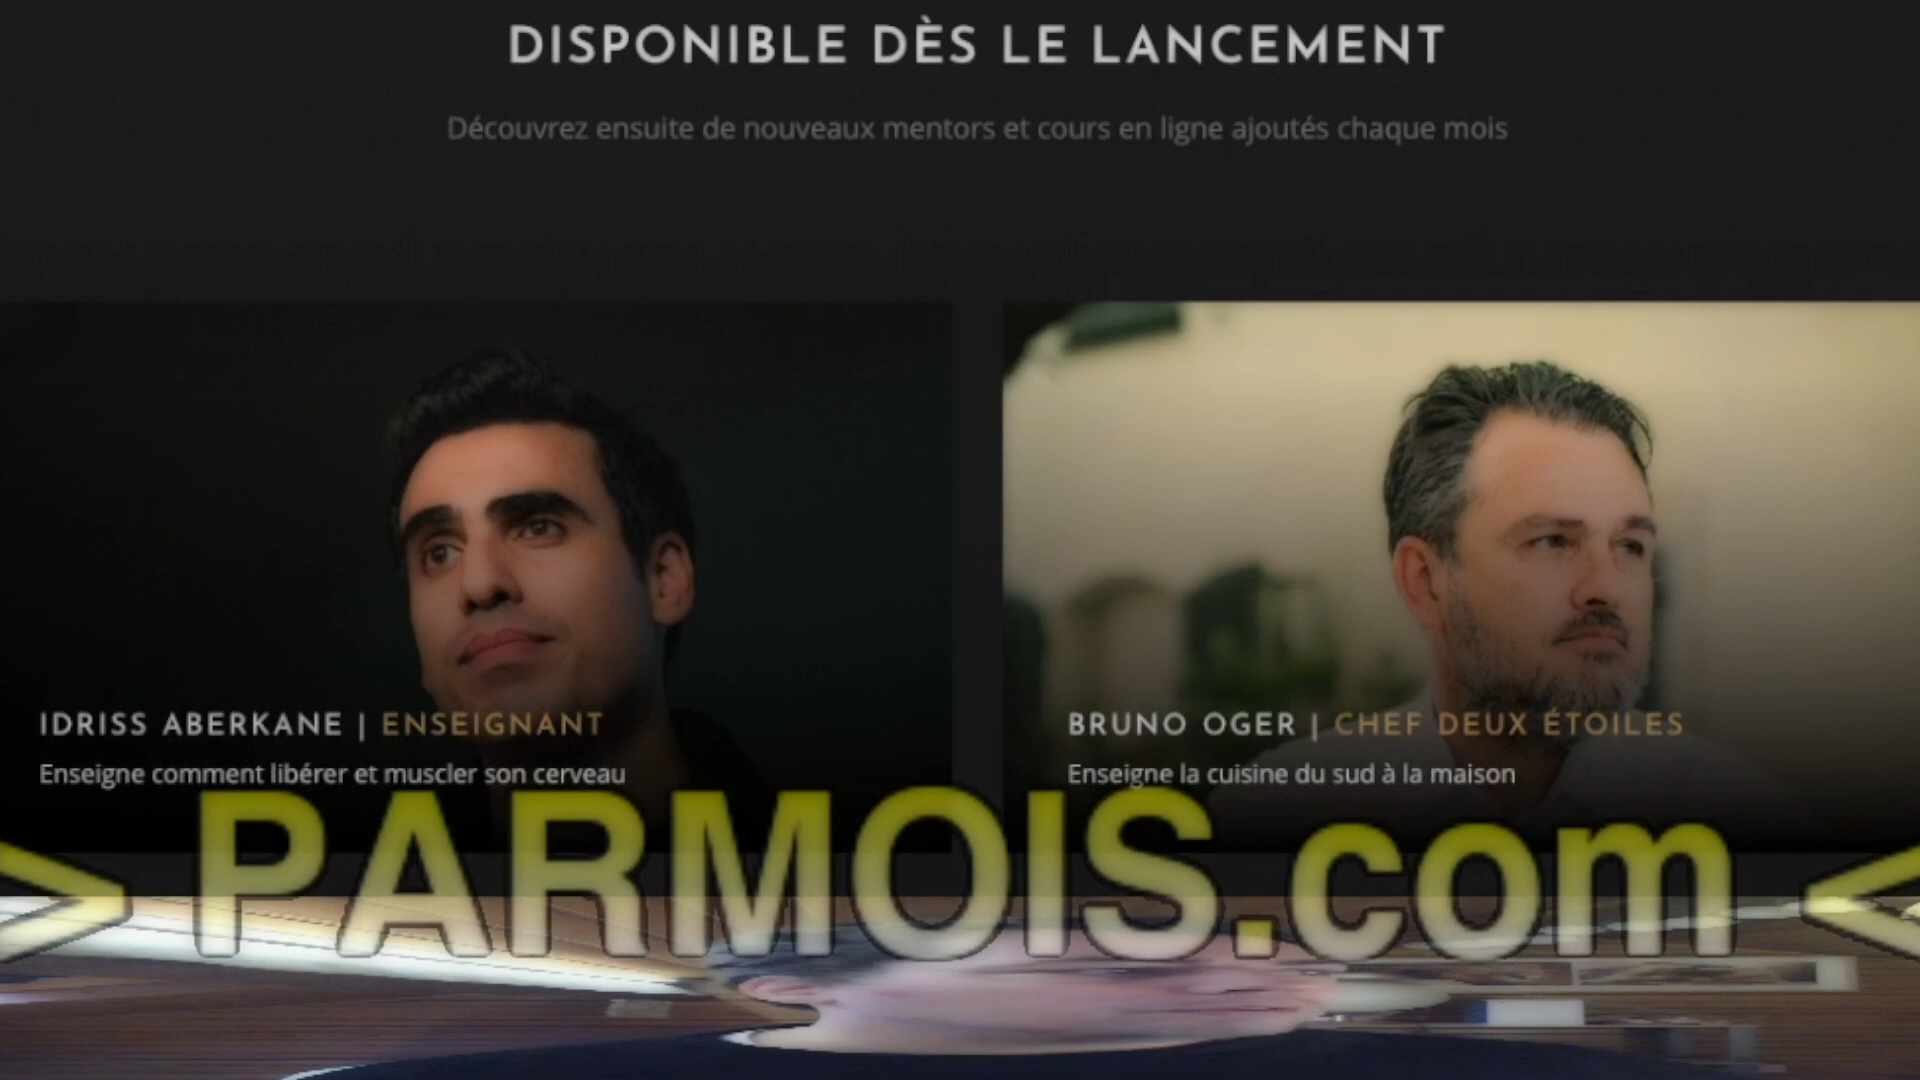 DISPONIBLE DÈS LE LANCEMENT
Découvrez ensuite de nouveaux mentors et cours en ligne ajoutés chaque mois
IDRISS ABERKANE | ENSEIGNANT
Enseigne comment libérer et muscler son cerveau
BRUNO OGER | CHEF DEUX ÉTOILES
Enseigne la cuisine du sud à la maison
> PARMOIS.com <